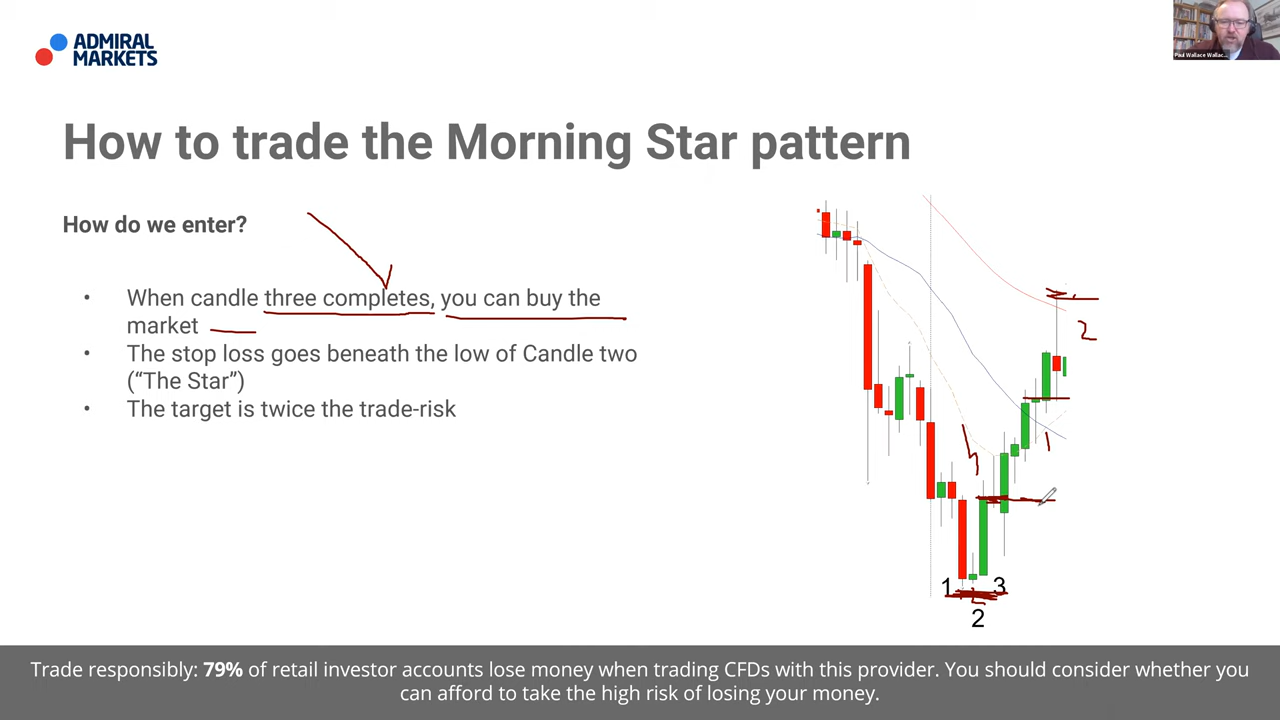 ADMIRAL
MARKETS
Paul Wallace Wallac...
How to trade the Morning Star pattern
How do we enter?
• When candle three completes, you can buy the
market
• The stop loss goes beneath the low of Candle two
(“The Star”)
• The target is twice the trade-risk
2
1
1 3
2
Trade responsibly: 79% of retail investor accounts lose money when trading CFDs with this provider. You should consider whether you
can afford to take the high risk of losing your money.